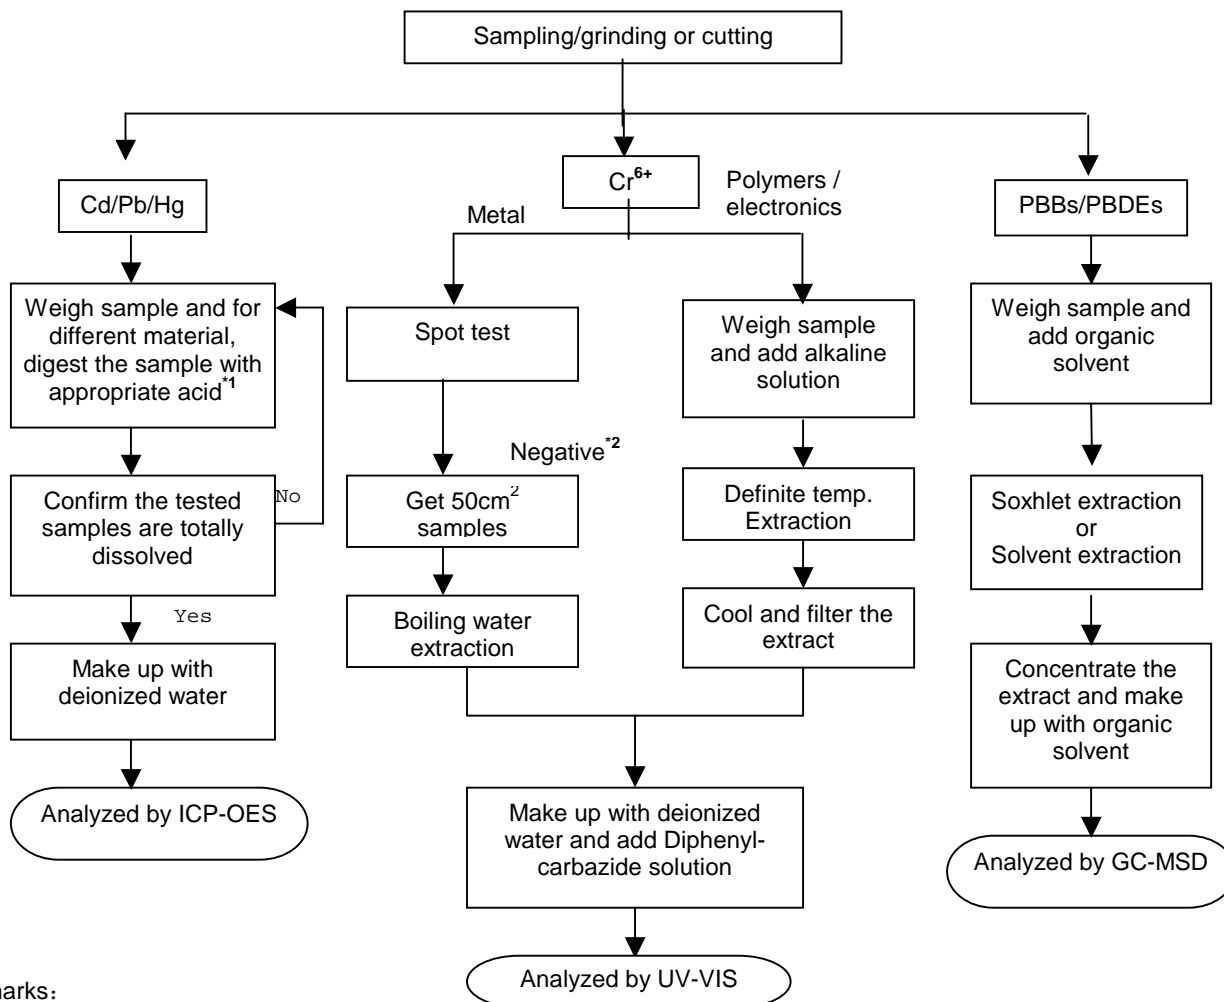 Sampling/grinding or cutting
Cd/Pb/Hg
Cr6+
Metal
Polymers /
electronics
PBBs/PBDEs
Weigh sample and for
different material,
digest the sample with
appropriate acid*1
Confirm the tested
samples are totally
dissolved
No
Yes
Make up with
deionized water
Analyzed by ICP-OES
Spot test
Negative*2
Get 50cm2
samples
Boiling water
extraction
Weigh sample
and add alkaline
solution
Definite temp.
Extraction
Cool and filter the
extract
Make up with deionized
water and add Diphenyl-
carbazide solution
Analyzed by UV-VIS
Weigh sample and
add organic
solvent
Soxhlet extraction
or
Solvent extraction
Concentrate the
extract and make
up with organic
solvent
Analyzed by GC-MSD
narks：